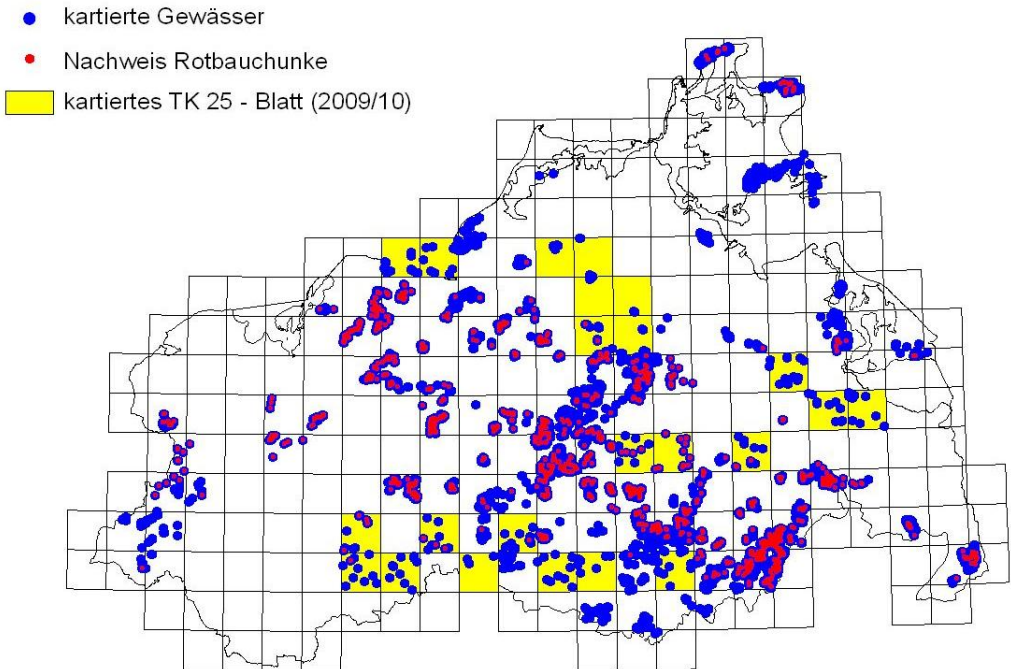 kartierte Gewässer
Nachweis Rotbauchunke
kartiertes TK 25 - Blatt (2009/10)